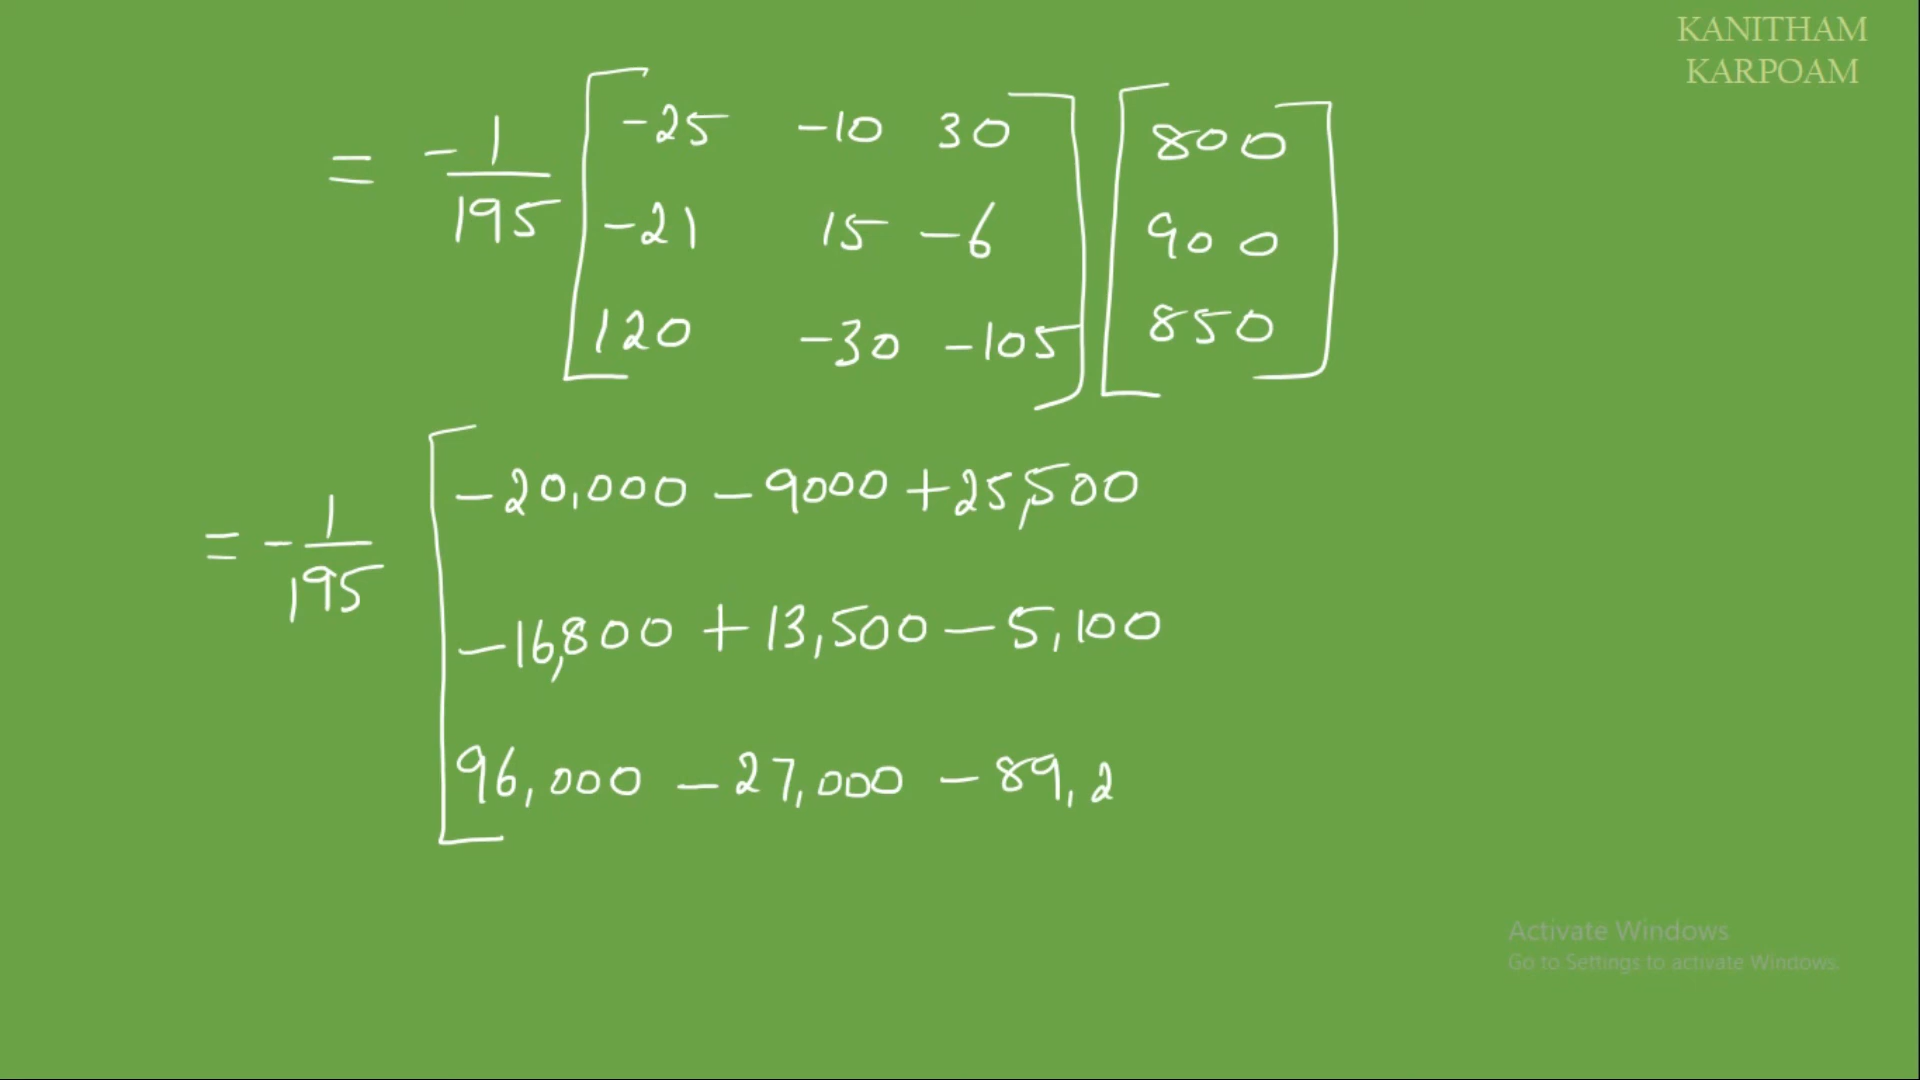 KANITHAM
KARPOAM
= -1/195 [ -25 -10 30 ] [ 800 ]
[ -21 15 -6 ] [ 900 ]
[ 120 -30 -105 ] [ 850 ]
= -1/195 [ -20,000 - 9000 + 25,500
-16,800 + 13,500 - 5,100
96,000 - 27,000 - 89,2
Activate Windows
Go to Settings to activate Windows.